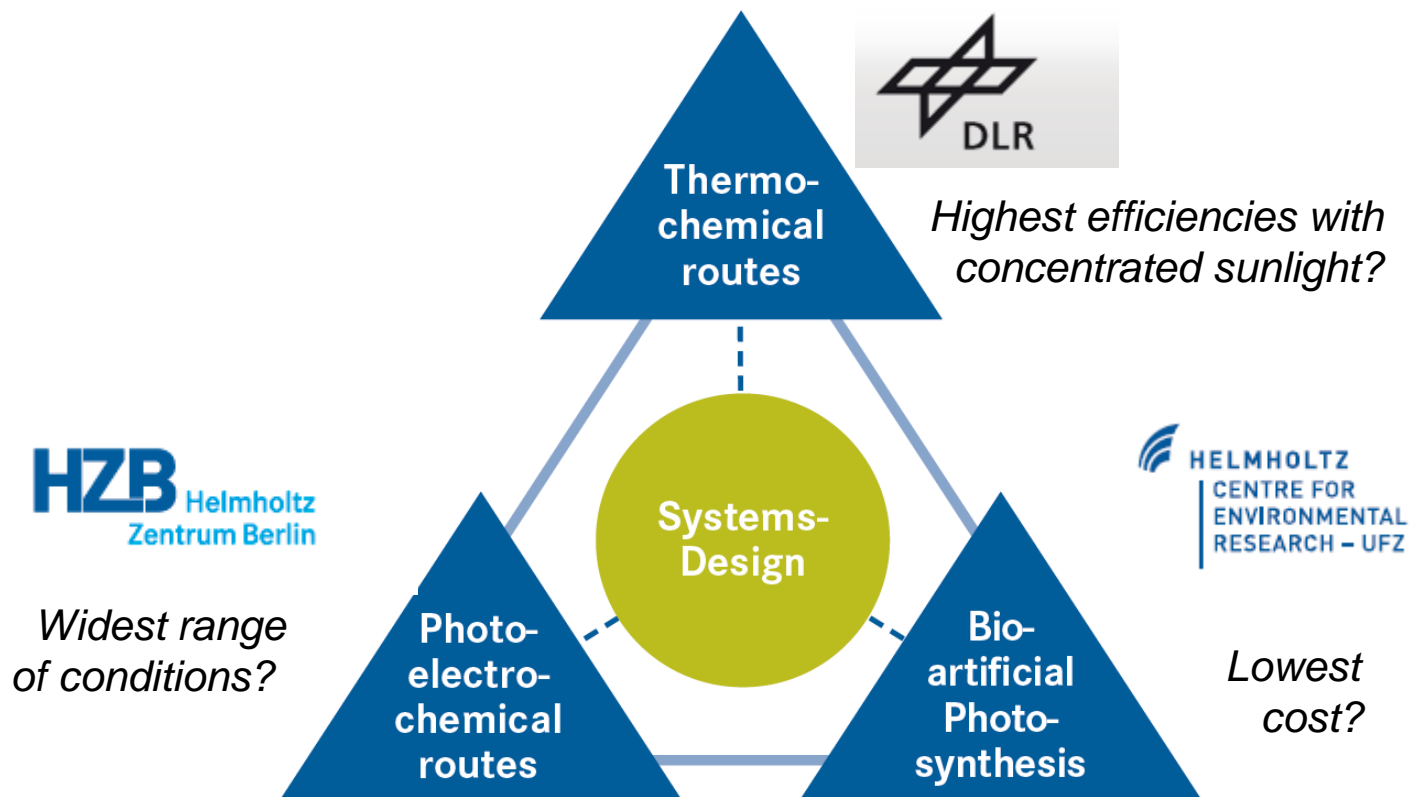 DLR
Thermo-
chemical
routes
Highest efficiencies with
concentrated sunlight?
HZB Helmholtz
Zentrum Berlin
HELMHOLTZ
CENTRE FOR
ENVIRONMENTAL
RESEARCH – UFZ
Systems-
Design
Widest range
of conditions?
Photo-
electro-
chemical
routes
Bio-
artificial
Photo-
synthesis
Lowest
cost?